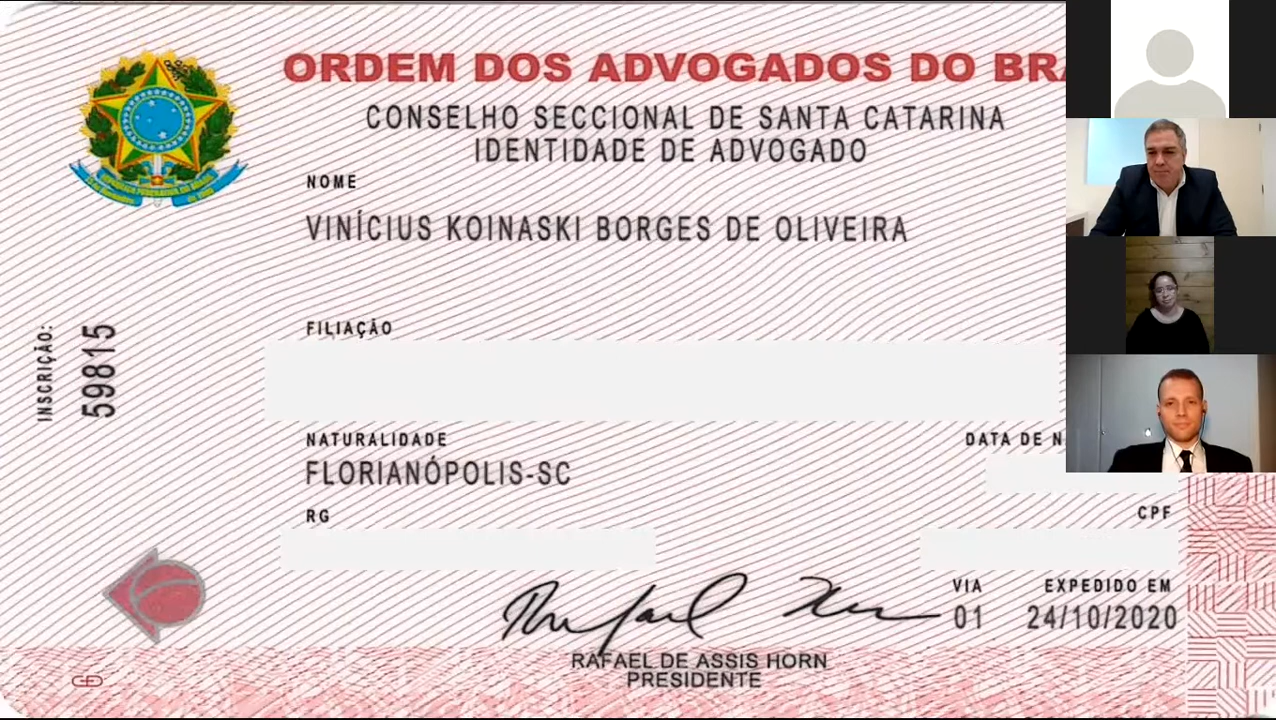 ORDEM DOS ADVOGADOS DO BRA
CONSELHO SECCIONAL DE SANTA CATARINA
IDENTIDADE DE ADVOGADO
NOME
VINÍCIUS KOINASKI BORGES DE OLIVEIRA
FILIAÇÃO
INSCRIÇÃO:
59815
NATURALIDADE
DATA DE N
FLORIANÓPOLIS-SC
RG
CPF
VIA
EXPEDIDO EM
01
24/10/2020
RAFAEL DE ASSIS HORN
PRESIDENTE